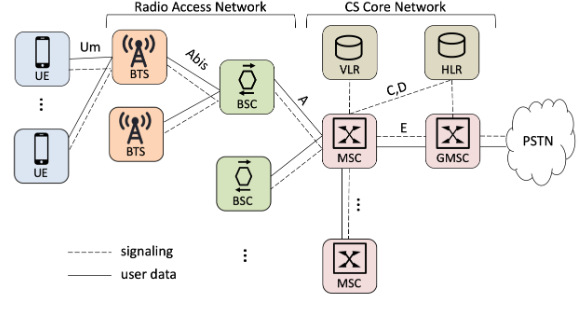 Radio Access Network
CS Core Network
Um
Abis
UE
BTS
VLR
HLR
BSC
A
C,D
E
BTS
MSC
GMSC
PSTN
UE
BSC
signaling
user data
MSC